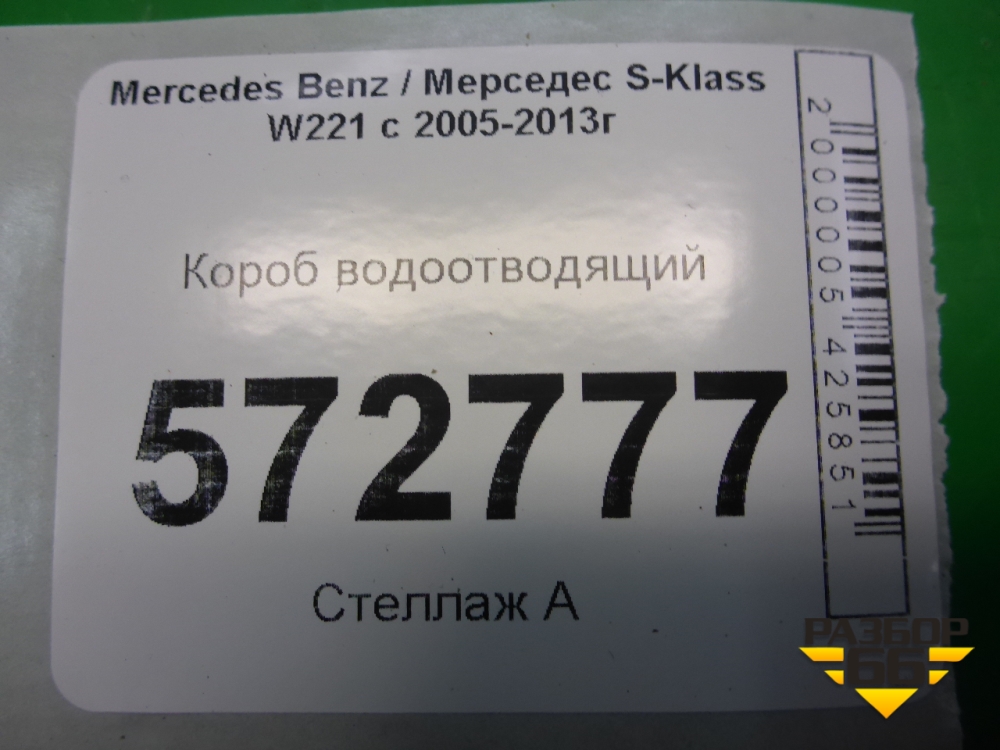 Mercedes Benz / Мерседес S-Klass
W221 с 2005-2013г
Короб водоотводящий
572777
Стеллаж А
2000005425851
РАЗБОР
66